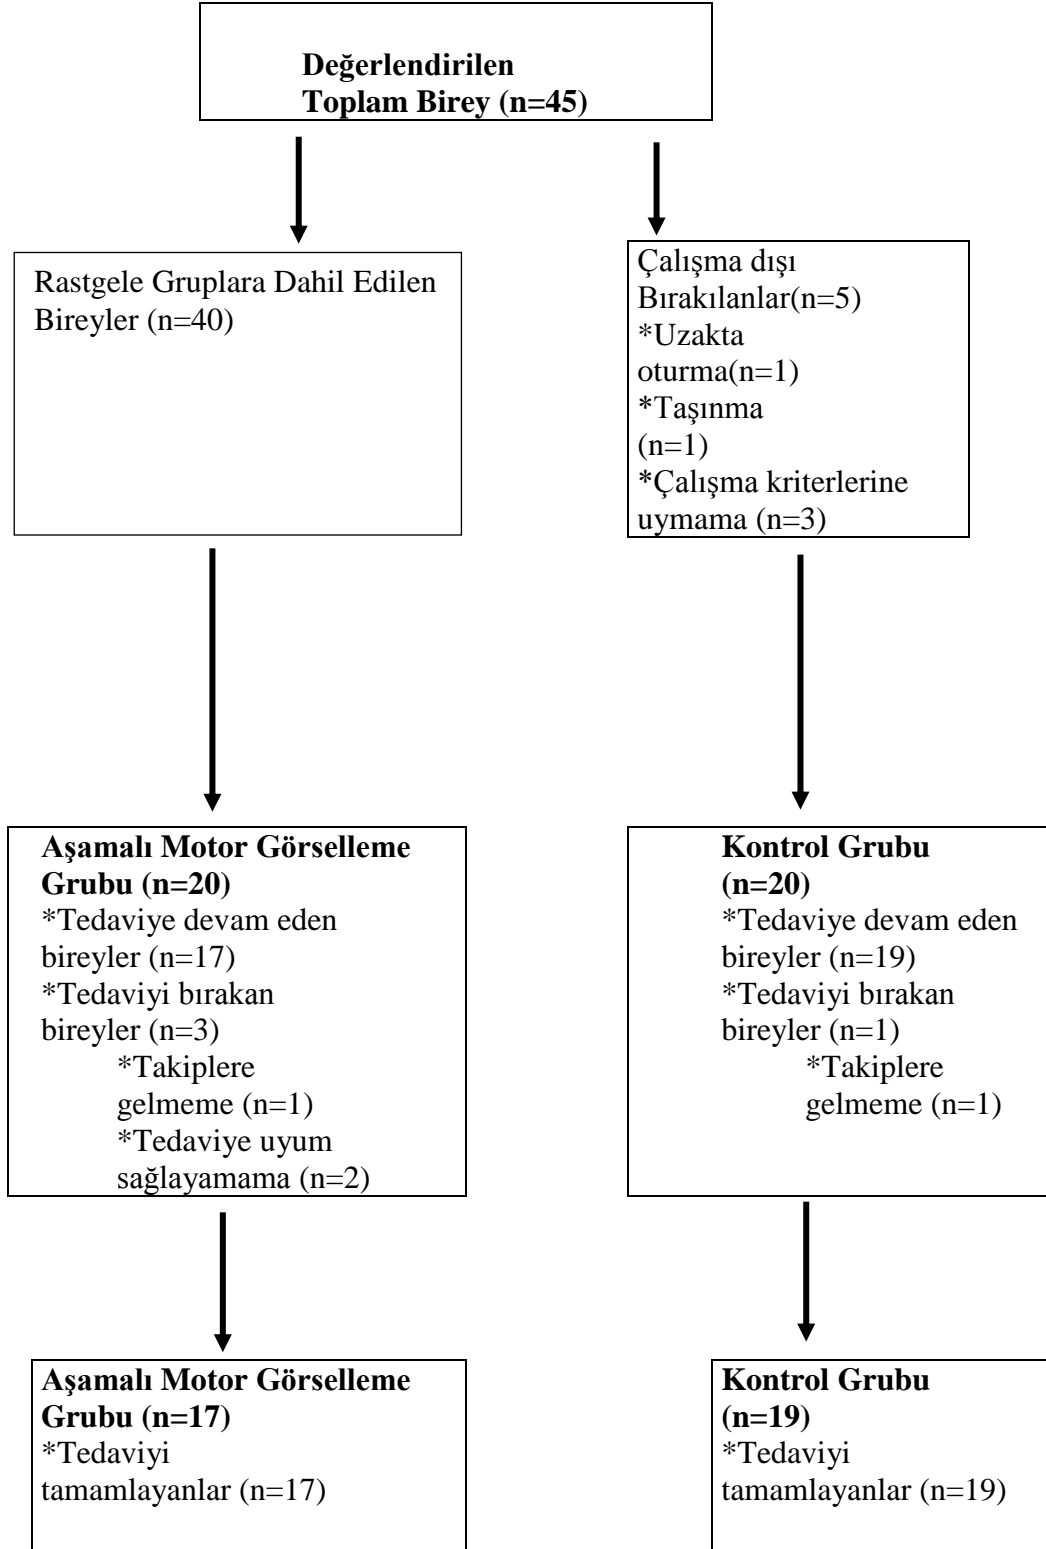 Değerlendirilen
Toplam Birey (n=45)
Rastgele Gruplara Dahil Edilen
Bireyler (n=40)
Çalışma dışı
Bırakılanlar(n=5)
*Uzakta
oturma(n=1)
*Taşınma
(n=1)
*Çalışma kriterlerine
uymama (n=3)
Aşamalı Motor Görselleme
Grubu (n=20)
*Tedaviye devam eden
bireyler (n=17)
*Tedaviyi bırakan
bireyler (n=3)
*Takiplere
gelmeme (n=1)
*Tedaviye uyum
sağlayamama (n=2)
Kontrol Grubu
(n=20)
*Tedaviye devam eden
bireyler (n=19)
*Tedaviyi bırakan
bireyler (n=1)
*Takiplere
gelmeme (n=1)
Aşamalı Motor Görselleme
Grubu (n=17)
*Tedaviyi
tamamlayanlar (n=17)
Kontrol Grubu
(n=19)
*Tedaviyi
tamamlayanlar (n=19)